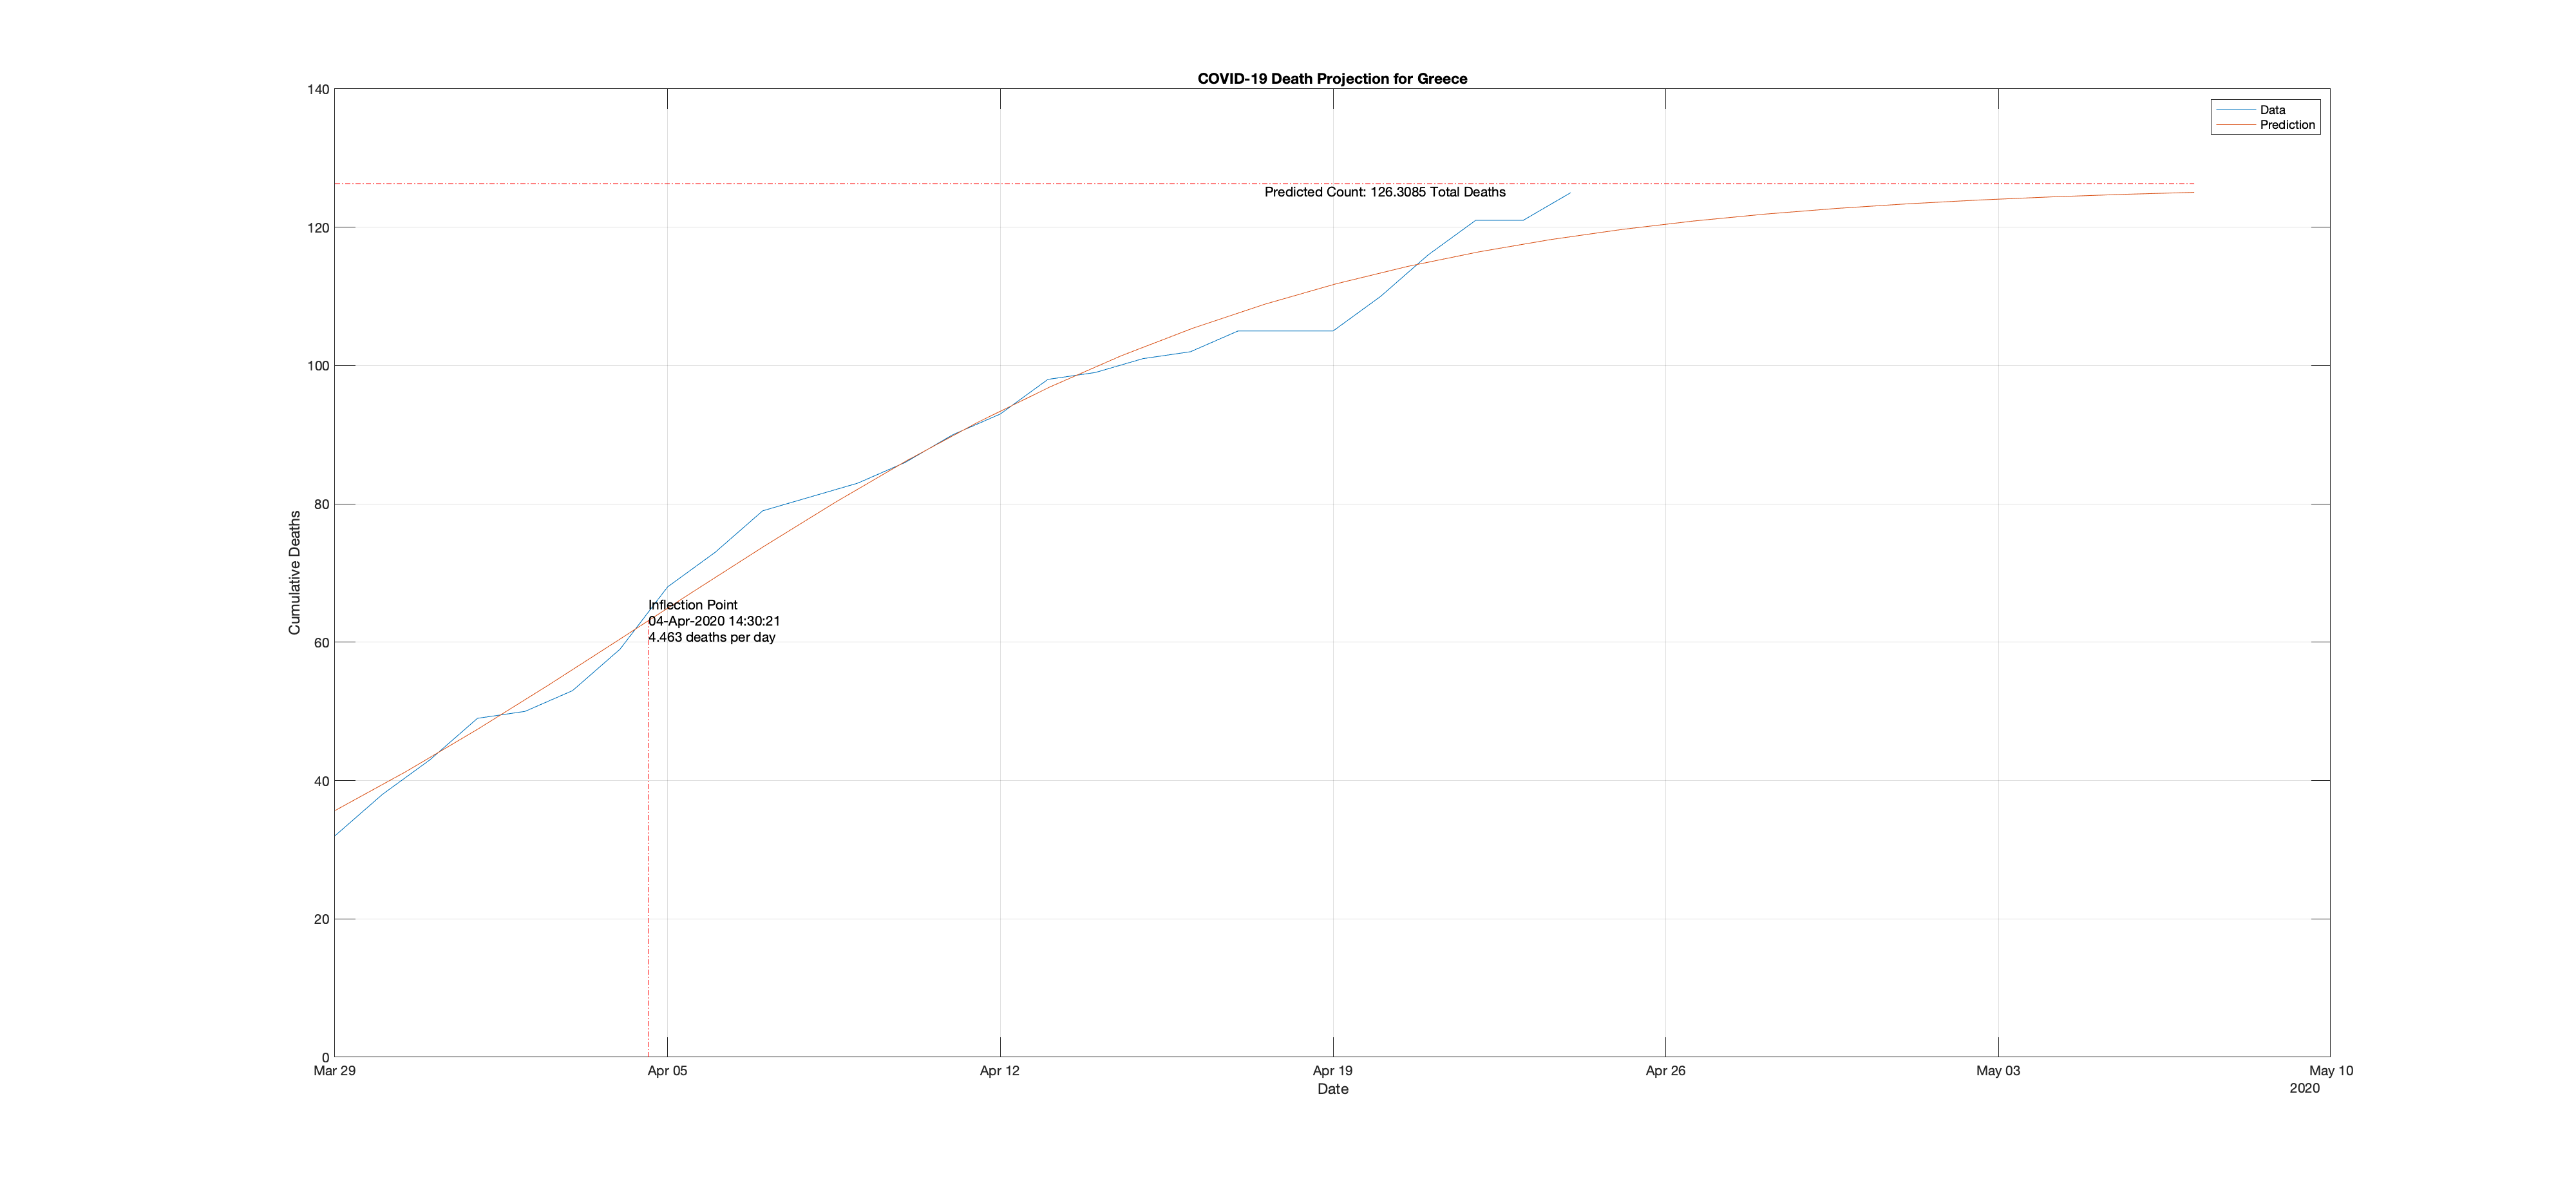 COVID-19 Death Projection for Greece
140
120
100
80
60
40
20
0
Cumulative Deaths
Data
Prediction
Predicted Count: 126.3085 Total Deaths
Inflection Point
04-Apr-2020 14:30:21
4.463 deaths per day
Mar 29
Apr 05
Apr 12
Apr 19
Apr 26
May 03
May 10
Date
2020